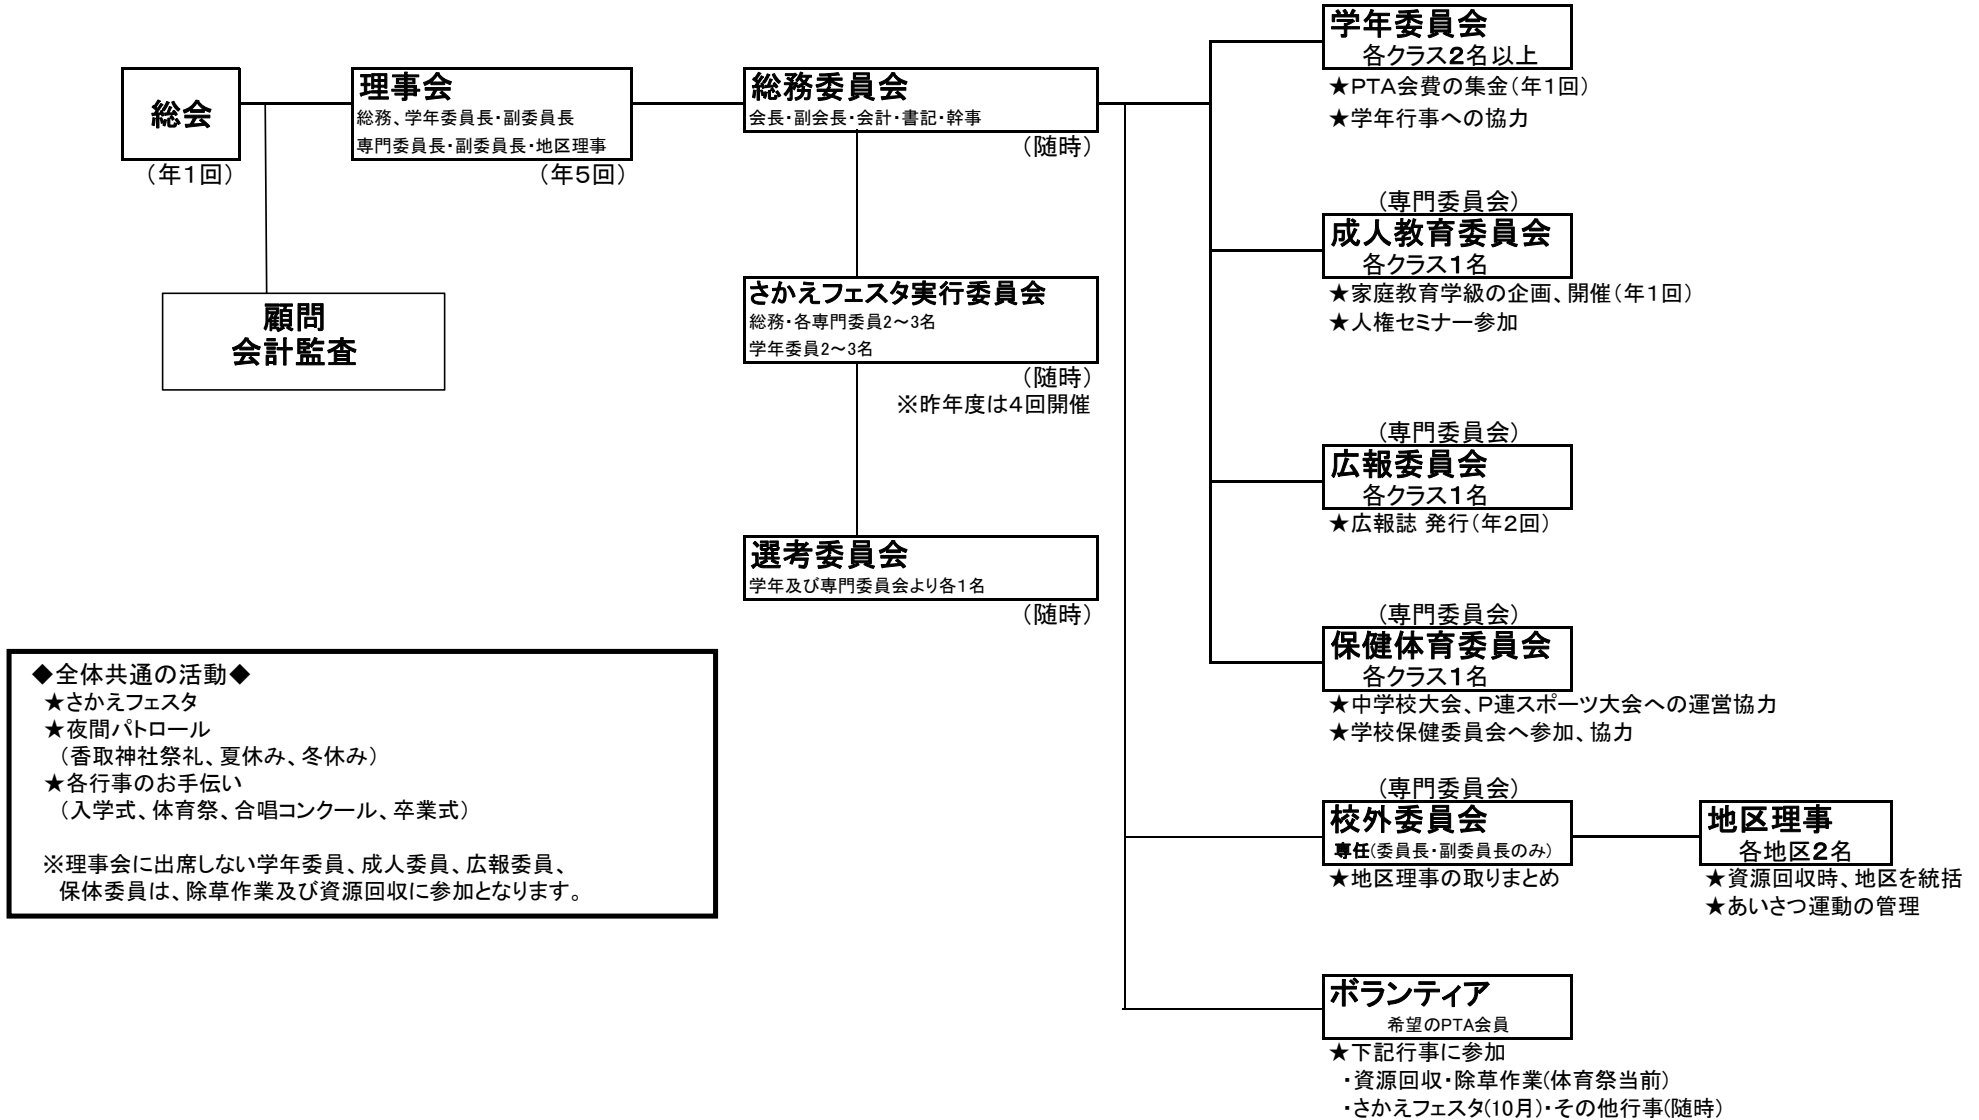 総会
(年1回)
理事会
総務、学年委員長・副委員長
専門委員長・副委員長・地区理事
(年5回)
顧問
会計監査
総務委員会
会長・副会長・会計・書記・幹事
(随時)
さかえフェスタ実行委員会
総務・各専門委員2～3名
学年委員2～3名
(随時)
※昨年度は4回開催
選考委員会
学年及び専門委員会より各1名
(随時)
学年委員会
各クラス2名以上
★PTA会費の集金(年1回)
★学年行事への協力
(専門委員会)
成人教育委員会
各クラス1名
★家庭教育学級の企画、開催(年1回)
★人権セミナー参加
(専門委員会)
広報委員会
各クラス1名
★広報誌 発行(年2回)
(専門委員会)
保健体育委員会
各クラス1名
★中学校大会、P連スポーツ大会への運営協力
★学校保健委員会へ参加、協力
(専門委員会)
校外委員会
専任(委員長・副委員長のみ)
★地区理事の取りまとめ
地区理事
各地区2名
★資源回収時、地区を統括
★あいさつ運動の管理
ボランティア
希望のPTA会員
★下記行事に参加
・資源回収・除草作業(体育祭当前)
・さかえフェスタ(10月)・その他行事(随時)
◆全体共通の活動◆
★さかえフェスタ
★夜間パトロール
(香取神社祭礼、夏休み、冬休み)
★各行事のお手伝い
(入学式、体育祭、合唱コンクール、卒業式)
※理事会に出席しない学年委員、成人委員、広報委員、
保体委員は、除草作業及び資源回収に参加となります。